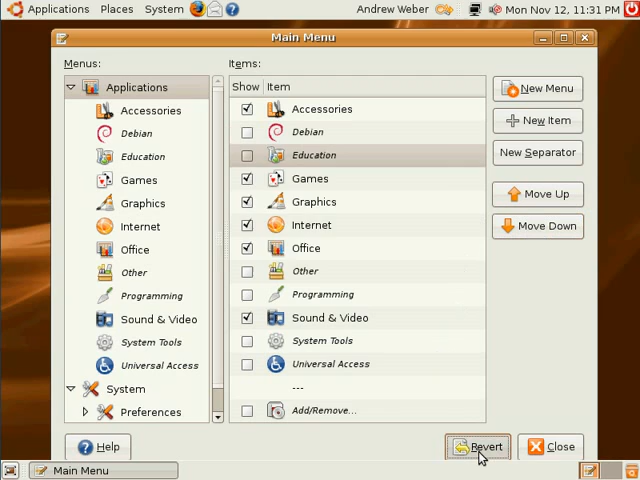 Applications Places System Andrew Weber Mon Nov 12, 11:31 PM
Main Menu
Menus:
Items:
Applications
Accessories
Debian
Education
Games
Graphics
Internet
Office
Other
Programming
Sound & Video
System Tools
Universal Access
System
Preferences
Show Item
Accessories
Debian
Education
Games
Graphics
Internet
Office
Other
Programming
Sound & Video
System Tools
Universal Access
---
Add/Remove...
New Menu
New Item
New Separator
Move Up
Move Down
Help
Revert
Close
Main Menu